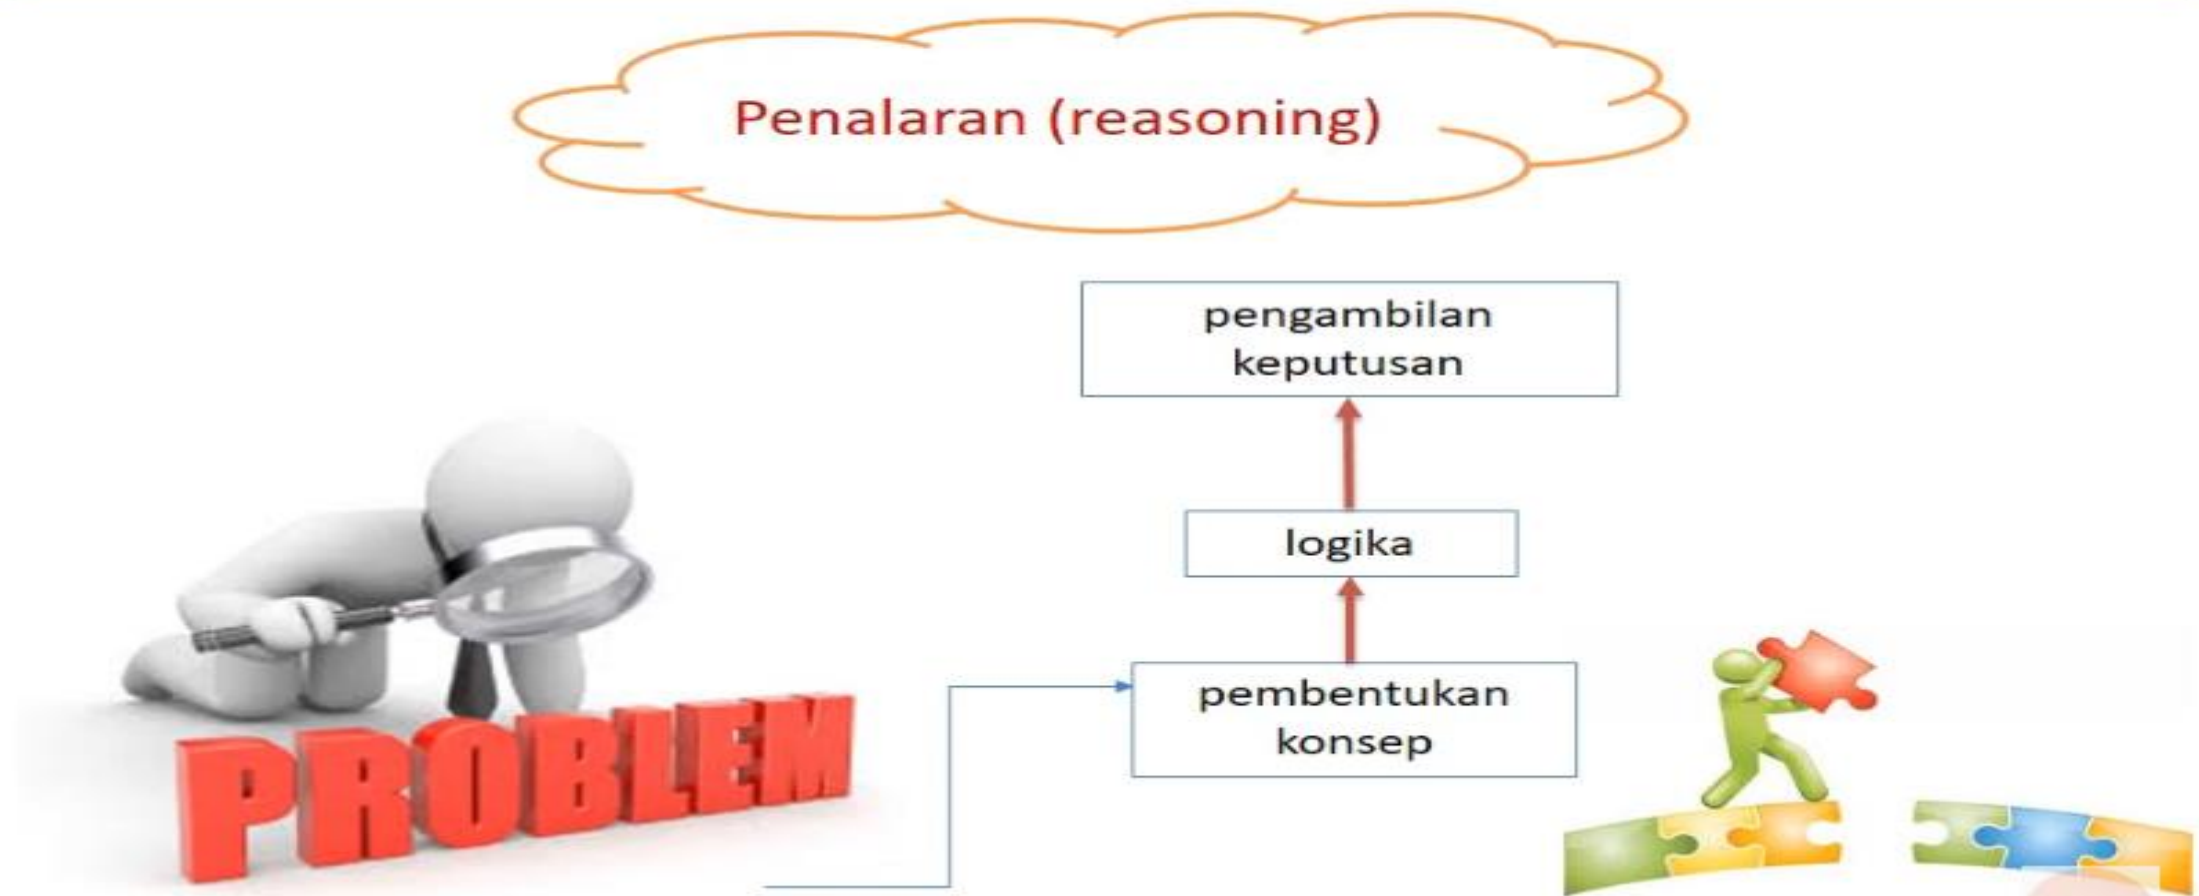 Penalaran (reasoning)
pengambilan
keputusan
logika
pembentukan
konsep
PROBLEM